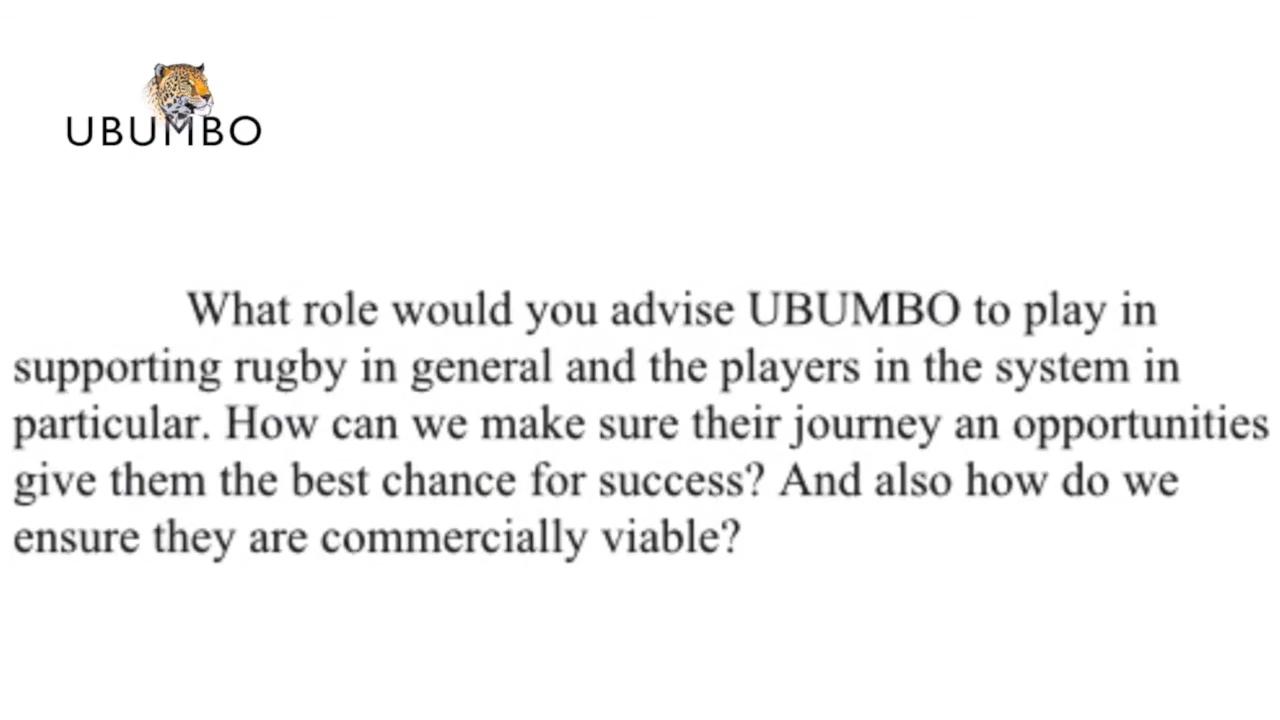 UBUMBO
What role would you advise UBUMBO to play in
supporting rugby in general and the players in the system in
particular. How can we make sure their journey an opportunities
give them the best chance for success? And also how do we
ensure they are commercially viable?